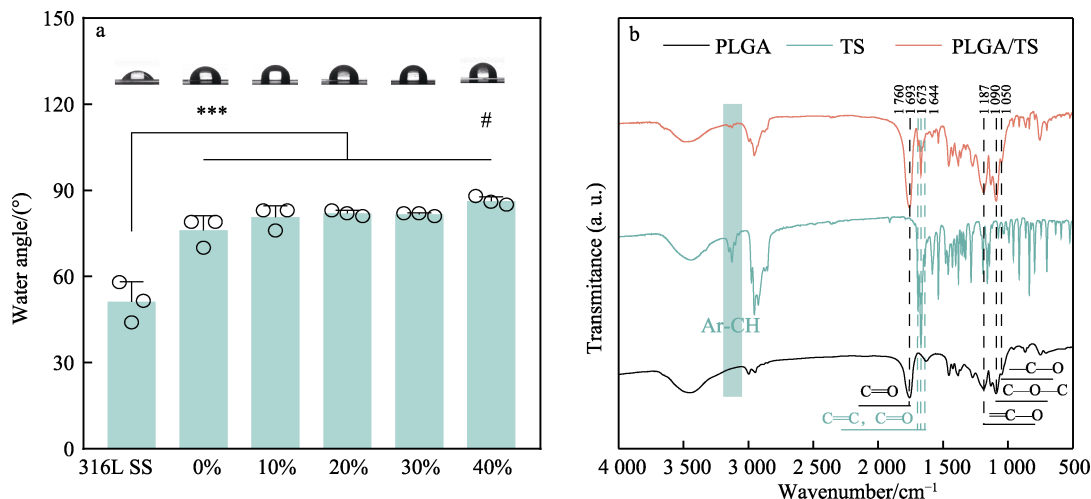 a
Water angle/(°)
150
120
90
60
30
0
***
#
316L SS 0% 10% 20% 30% 40%
b
PLGA TS PLGA/TS
1 760
1 693
1 673
1 644
1 187
1 090
1 050
Transmitance (a. u.)
Ar-CH
C=O
C=C, C=O
—C—O
C—O—C
=C—O
4 000 3 500 3 000 2 500 2 000 1 500 1 000 500
Wavenumber/cm⁻¹